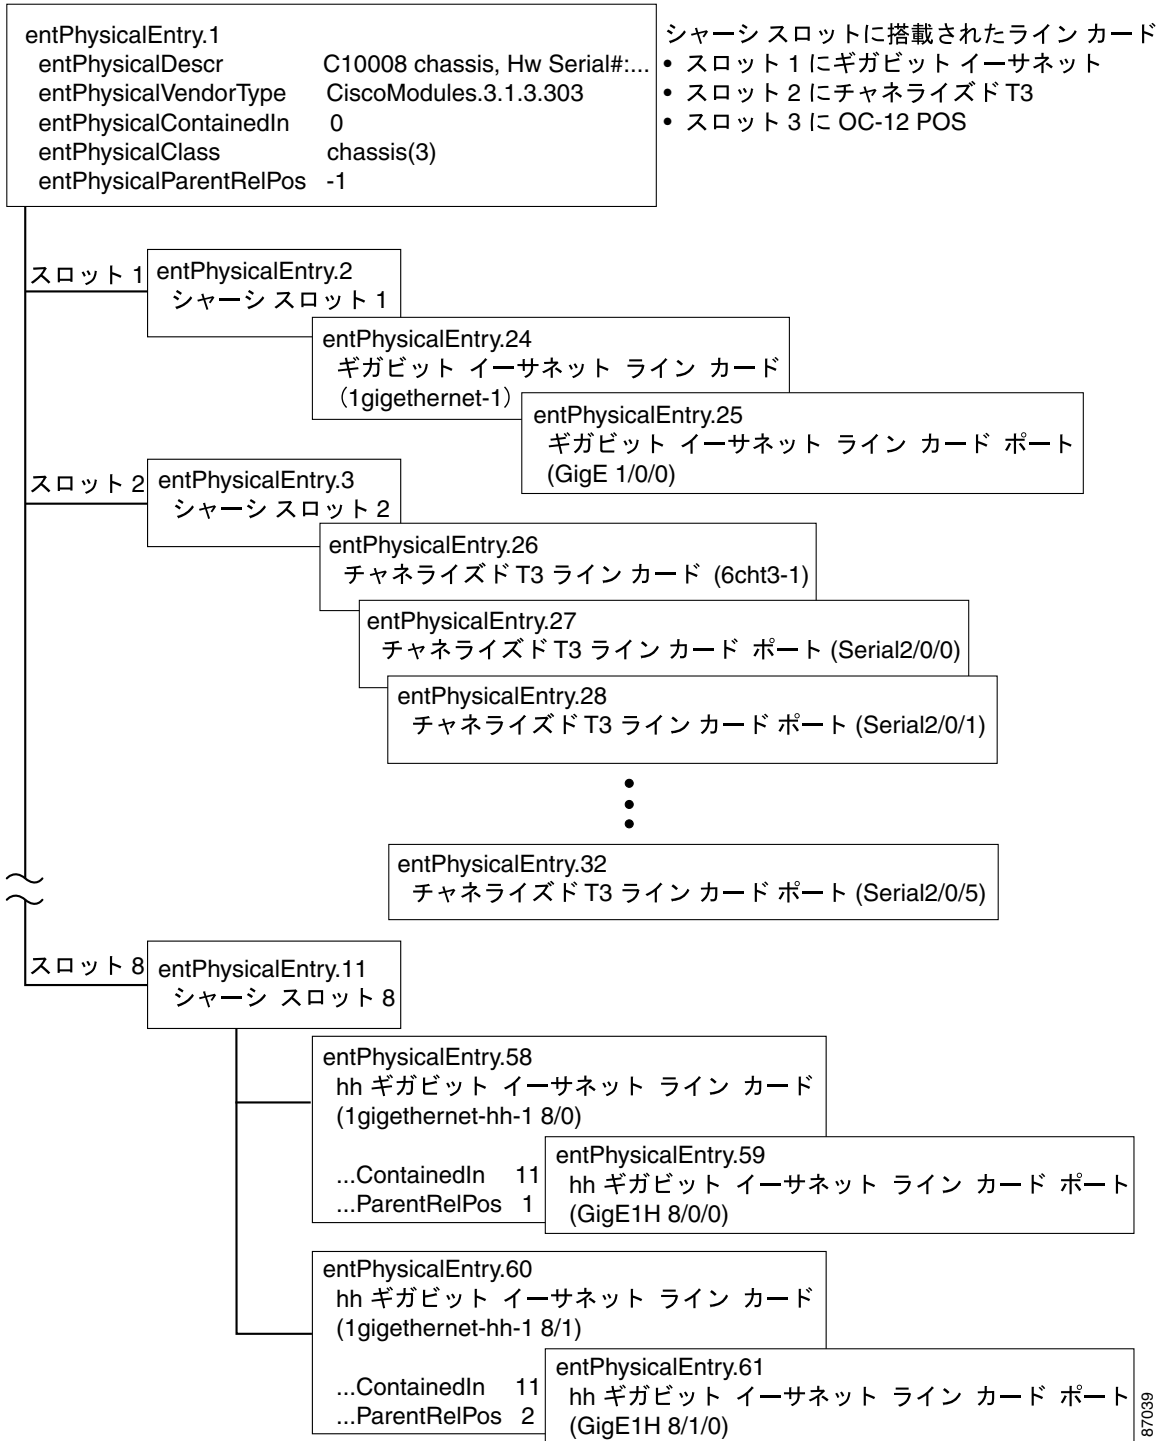 entPhysicalEntry.1
entPhysicalDescr C10008 chassis, Hw Serial#:...
entPhysicalVendorType CiscoModules.3.1.3.303
entPhysicalContainedIn 0
entPhysicalClass chassis(3)
entPhysicalParentRelPos -1
シャーシ スロットに搭載されたライン カード
• スロット 1 にギガビット イーサネット
• スロット 2 にチャネライズド T3
• スロット 3 に OC-12 POS
スロット 1
entPhysicalEntry.2
シャーシ スロット 1
entPhysicalEntry.24
ギガビット イーサネット ライン カード
（1gigethernet-1）
entPhysicalEntry.25
ギガビット イーサネット ライン カード ポート
(GigE 1/0/0)
スロット 2
entPhysicalEntry.3
シャーシ スロット 2
entPhysicalEntry.26
チャネライズド T3 ライン カード (6cht3-1)
entPhysicalEntry.27
チャネライズド T3 ライン カード ポート (Serial2/0/0)
entPhysicalEntry.28
チャネライズド T3 ライン カード ポート (Serial2/0/1)
entPhysicalEntry.32
チャネライズド T3 ライン カード ポート (Serial2/0/5)
スロット 8
entPhysicalEntry.11
シャーシ スロット 8
entPhysicalEntry.58
hh ギガビット イーサネット ライン カード
(1gigethernet-hh-1 8/0)
...ContainedIn 11
...ParentRelPos 1
entPhysicalEntry.59
hh ギガビット イーサネット ライン カード ポート
(GigE1H 8/0/0)
entPhysicalEntry.60
hh ギガビット イーサネット ライン カード
(1gigethernet-hh-1 8/1)
...ContainedIn 11
...ParentRelPos 2
entPhysicalEntry.61
hh ギガビット イーサネット ライン カード ポート
(GigE1H 8/1/0)
87039